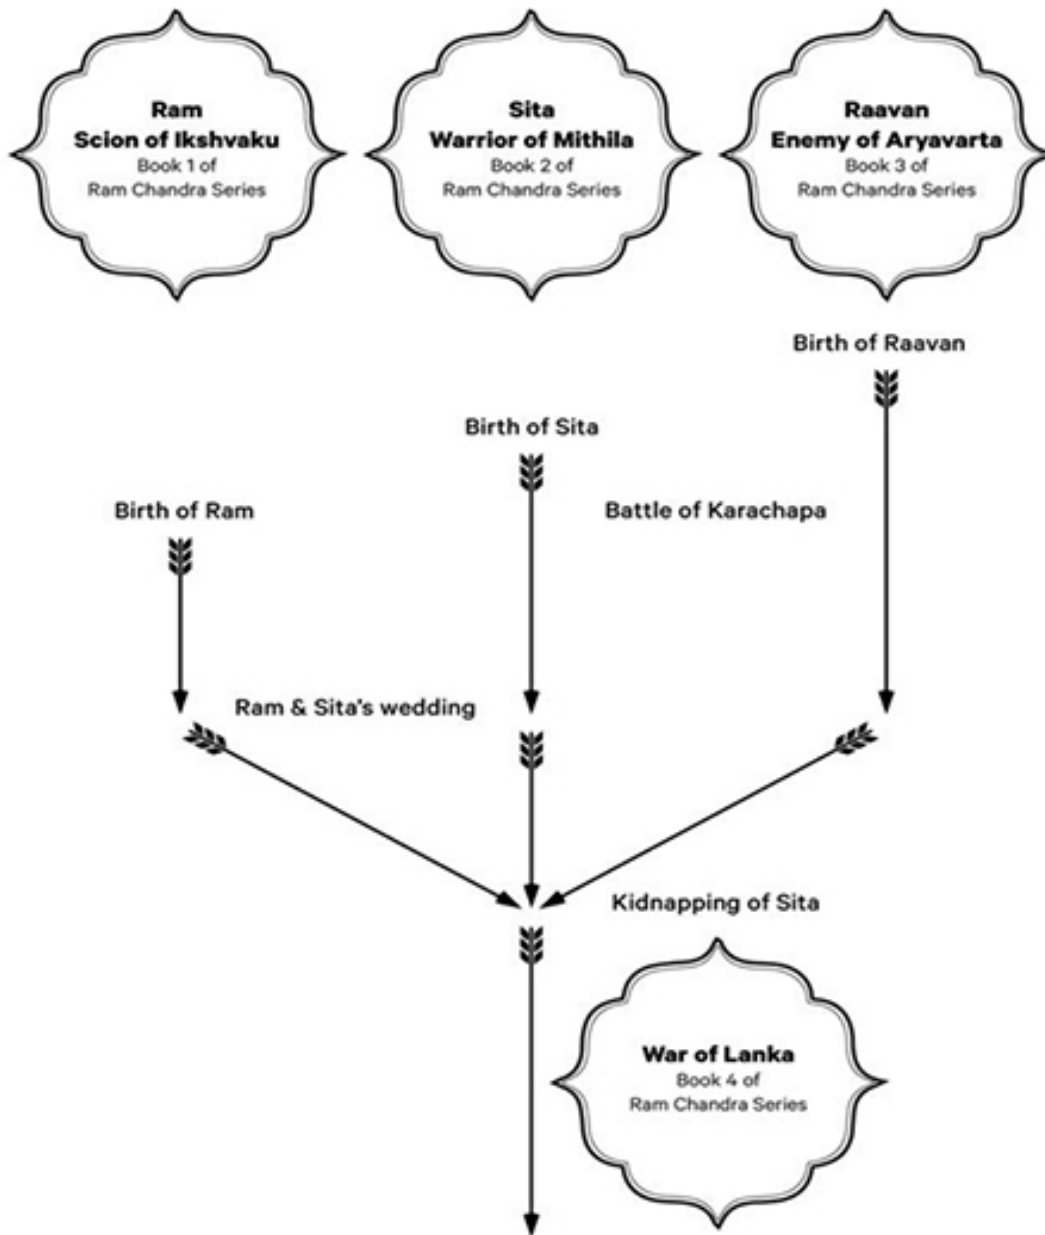 Ram
Scion of Ikshvaku
Book 1 of
Ram Chandra Series
Sita
Warrior of Mithila
Book 2 of
Ram Chandra Series
Raavan
Enemy of Aryavarta
Book 3 of
Ram Chandra Series
Birth of Raavan
Birth of Sita
Birth of Ram
Battle of Karachapa
Ram & Sita's wedding
Kidnapping of Sita
War of Lanka
Book 4 of
Ram Chandra Series